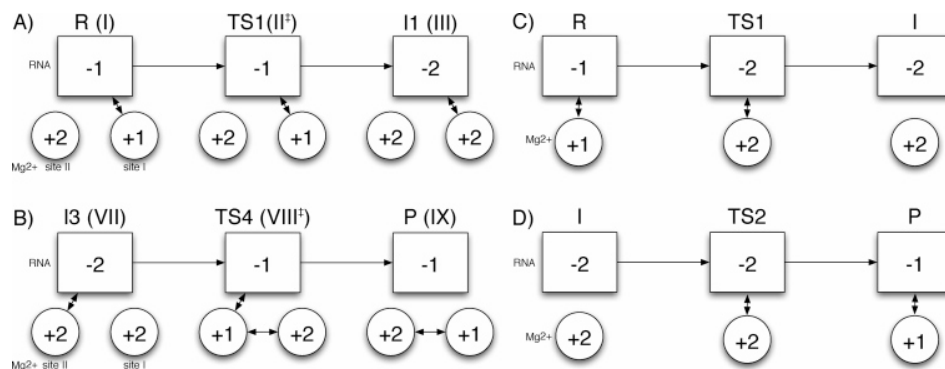 A) R (I) TS1(II‡) I1 (III)
RNA -1 -1 -2
+2 +1 +2 +1 +2 +2
Mg2+ site II site I
B) I3 (VII) TS4 (VIII‡) P (IX)
RNA -2 -1 -1
+2 +2 +1 +2 +2 +1
Mg2+ site II site I
C) R TS1 I
RNA -1 -2 -2
Mg2+ +1 +2 +2
D) I TS2 P
RNA -2 -2 -1
Mg2+ +2 +2 +1